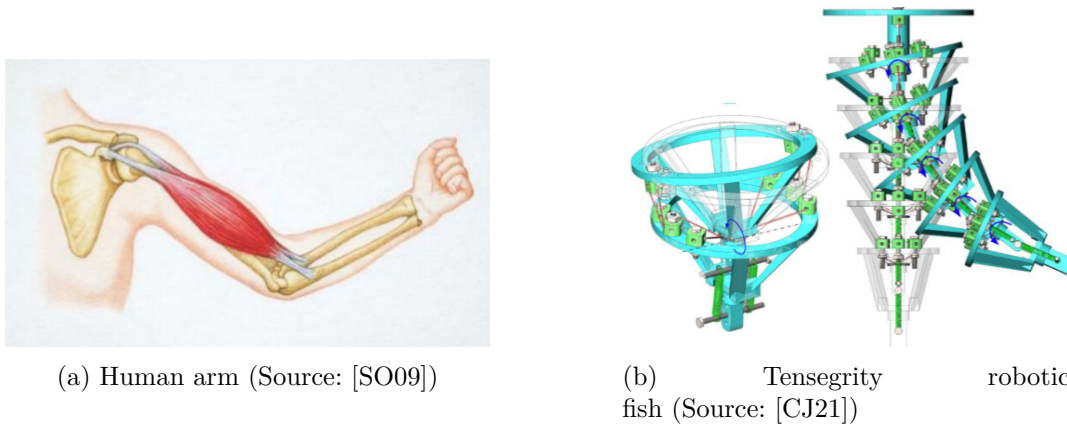 (a) Human arm (Source: [SO09])
(b) Tensegrity robotic
fish (Source: [CJ21])